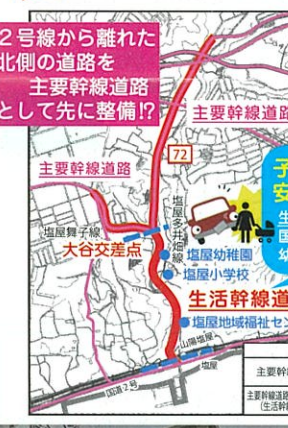 2号線から離れた
北側の道路を
主要幹線道路
として先に整備!?
主要幹線道路
72
主要幹線道路
塩屋多井畑線
塩屋舞子線
大谷交差点
塩屋幼稚園
塩屋小学校
生活幹線道
塩屋地域福祉セン
山陽塩屋
塩屋
国道2号
主要幹
主要幹線道路
(生活幹